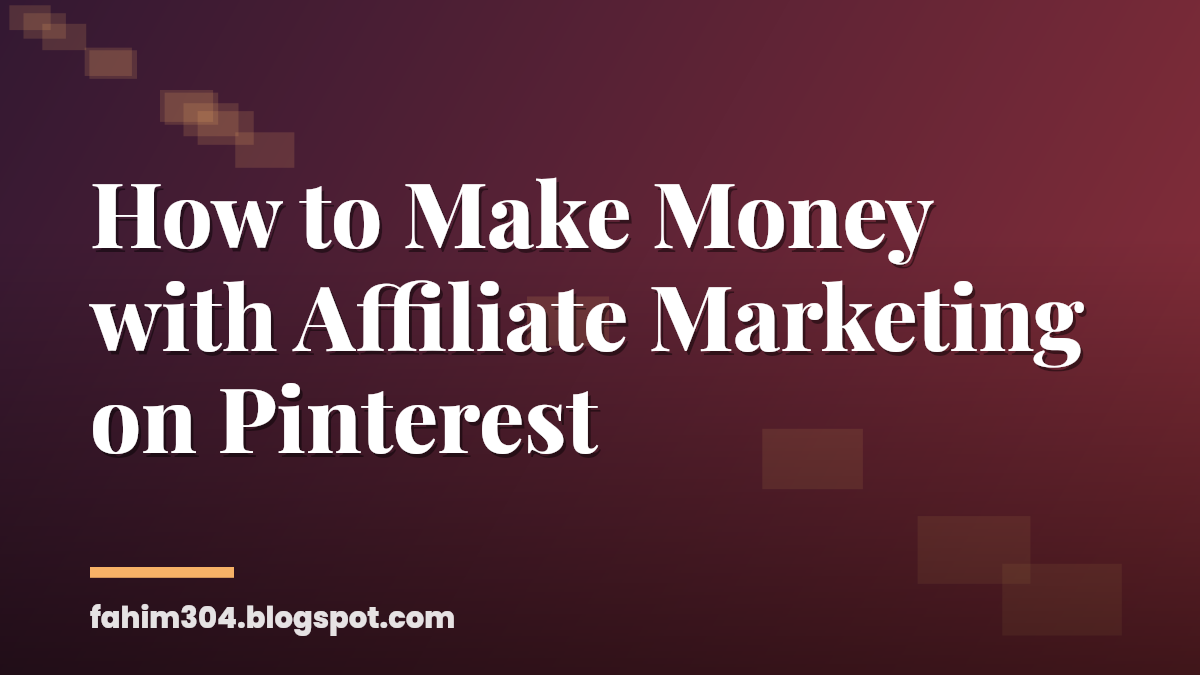 How to Make Money
with Affiliate Marketing
on Pinterest
fahim304.blogspot.com